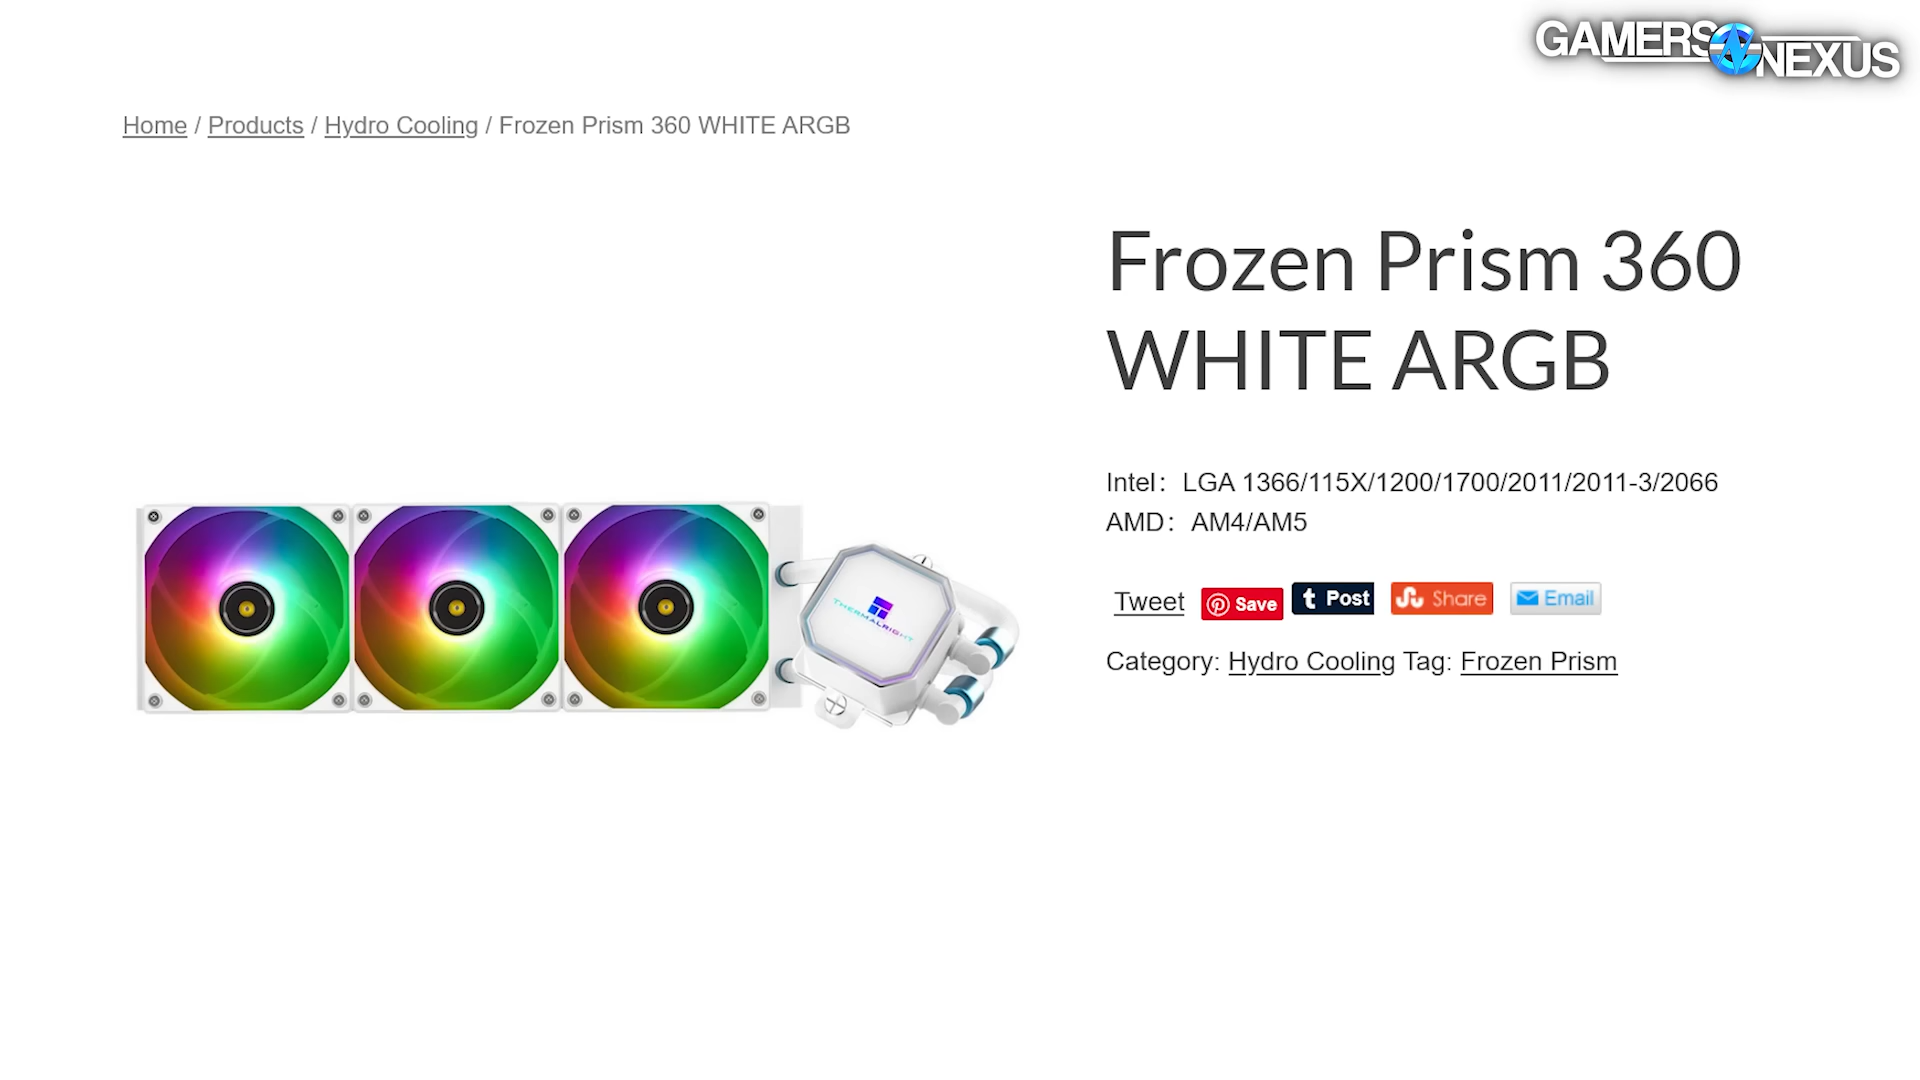 GAMERS NEXUS
Home / Products / Hydro Cooling / Frozen Prism 360 WHITE ARGB
Frozen Prism 360
WHITE ARGB
Intel：LGA 1366/115X/1200/1700/2011/2011-3/2066
AMD：AM4/AM5
THERMALRIGHT
Tweet Save t Post Share Email
Category: Hydro Cooling Tag: Frozen Prism